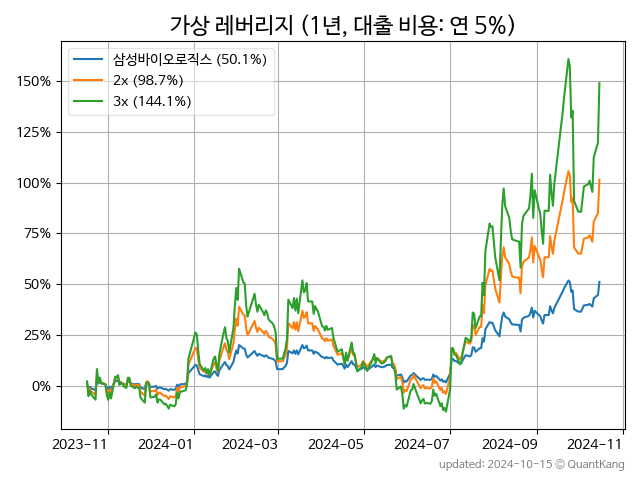 가상 레버리지 (1년, 대출 비용: 연 5%)
삼성바이오로직스 (50.1%)
2x (98.7%)
3x (144.1%)
150%
125%
100%
75%
50%
25%
0%
2023-11 2024-01 2024-03 2024-05 2024-07 2024-09 2024-11
updated: 2024-10-15 © QuantKang